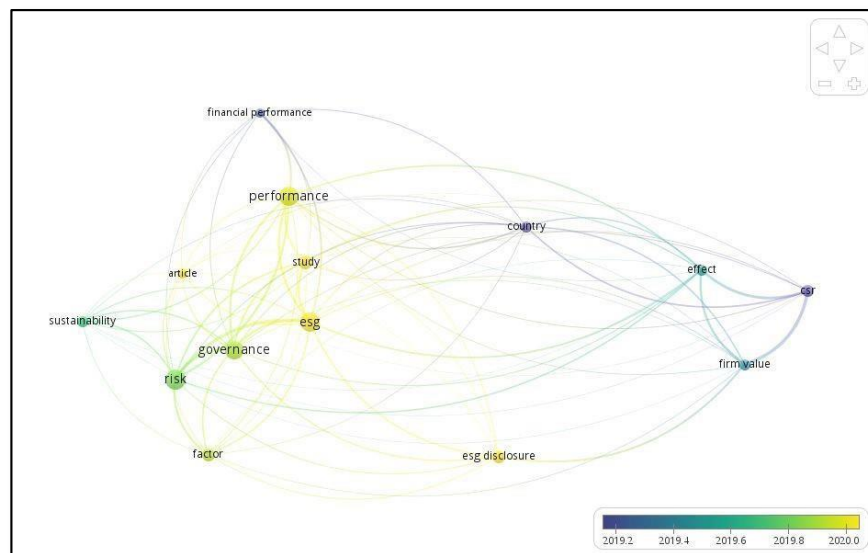 financial performance
performance
country
study
article
effect
csr
sustainability
esg
governance
firm value
risk
factor
esg disclosure
2019.2 2019.4 2019.6 2019.8 2020.0